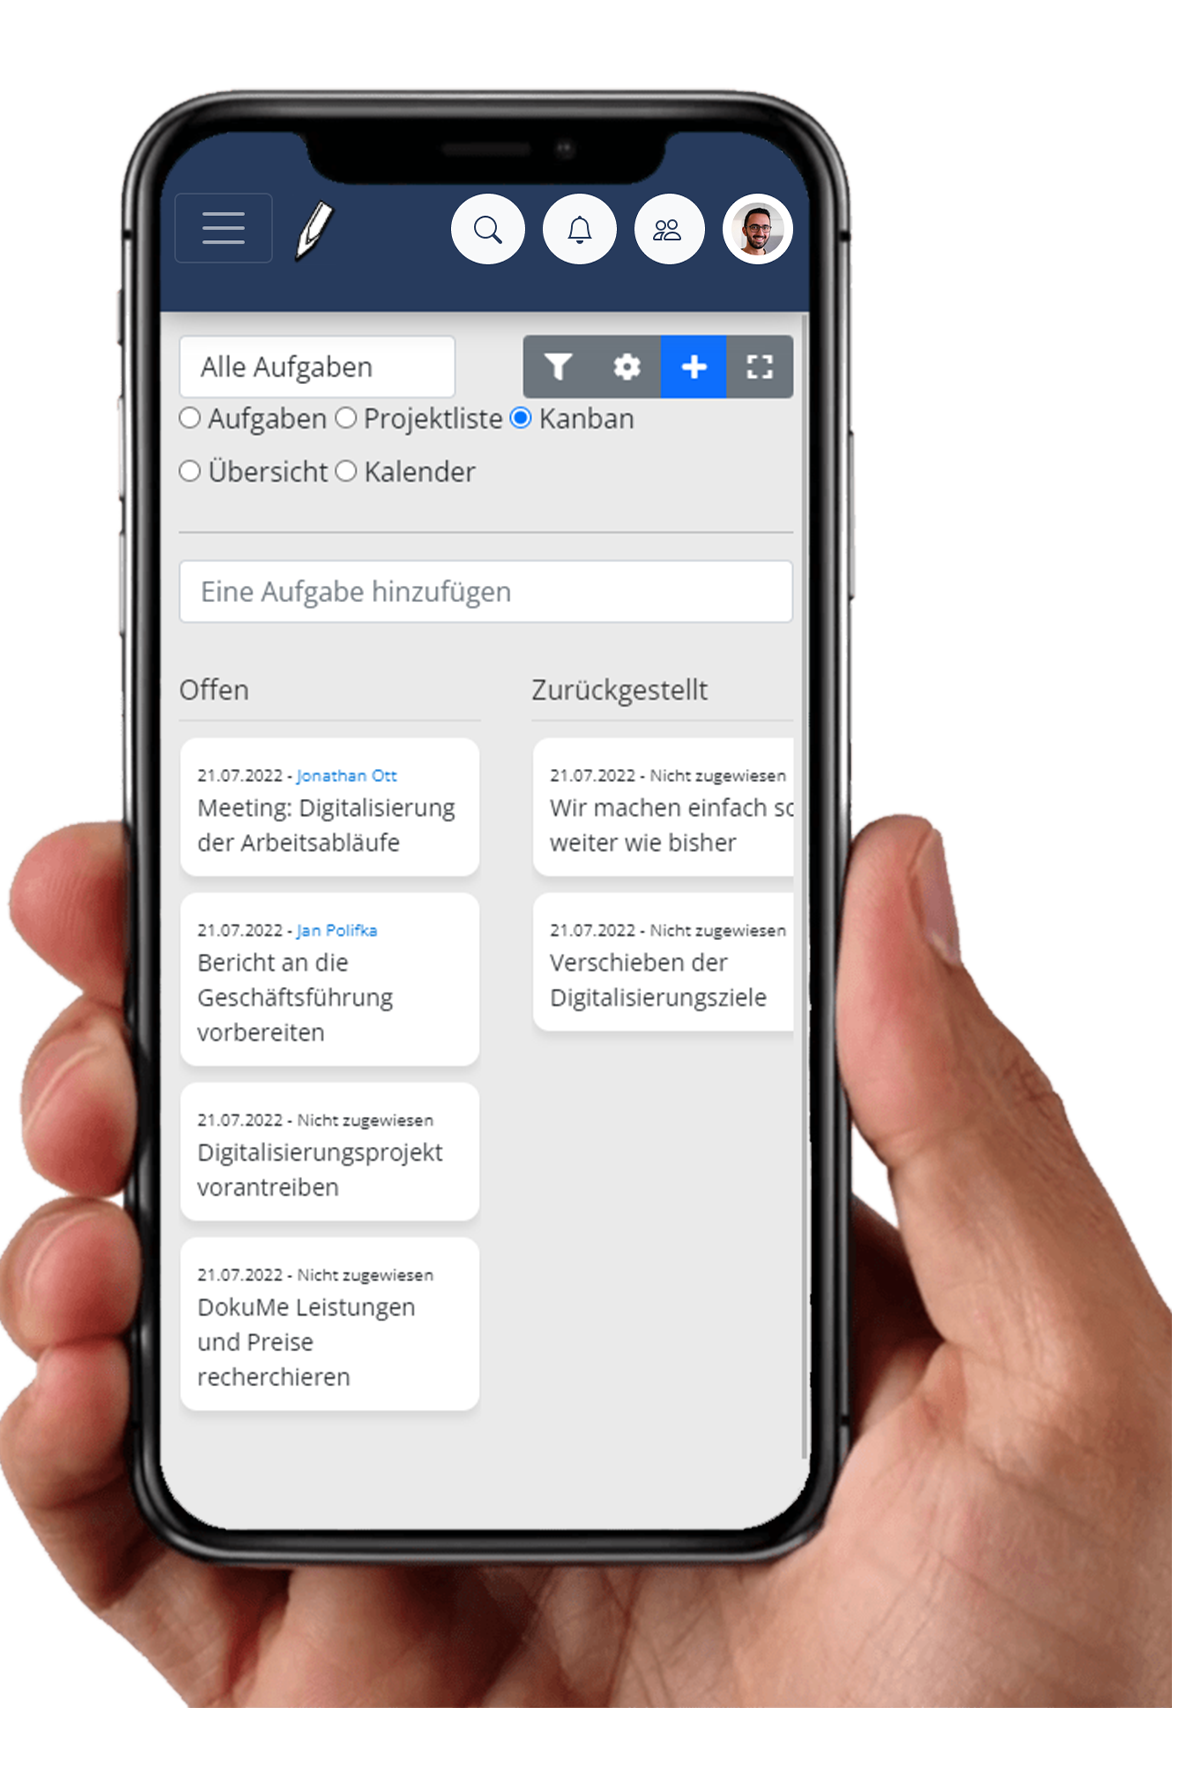 Alle Aufgaben
Aufgaben Projektliste Kanban
Übersicht Kalender
Eine Aufgabe hinzufügen
Offen
21.07.2022 - Jonathan Ott
Meeting: Digitalisierung
der Arbeitsabläufe
21.07.2022 - Jan Polifka
Bericht an die
Geschäftsführung
vorbereiten
21.07.2022 - Nicht zugewiesen
Digitalisierungsprojekt
vorantreiben
21.07.2022 - Nicht zugewiesen
DokuMe Leistungen
und Preise
recherchieren
Zurückgestellt
21.07.2022 - Nicht zugewiesen
Wir machen einfach so
weiter wie bisher
21.07.2022 - Nicht zugewiesen
Verschieben der
Digitalisierungsziele